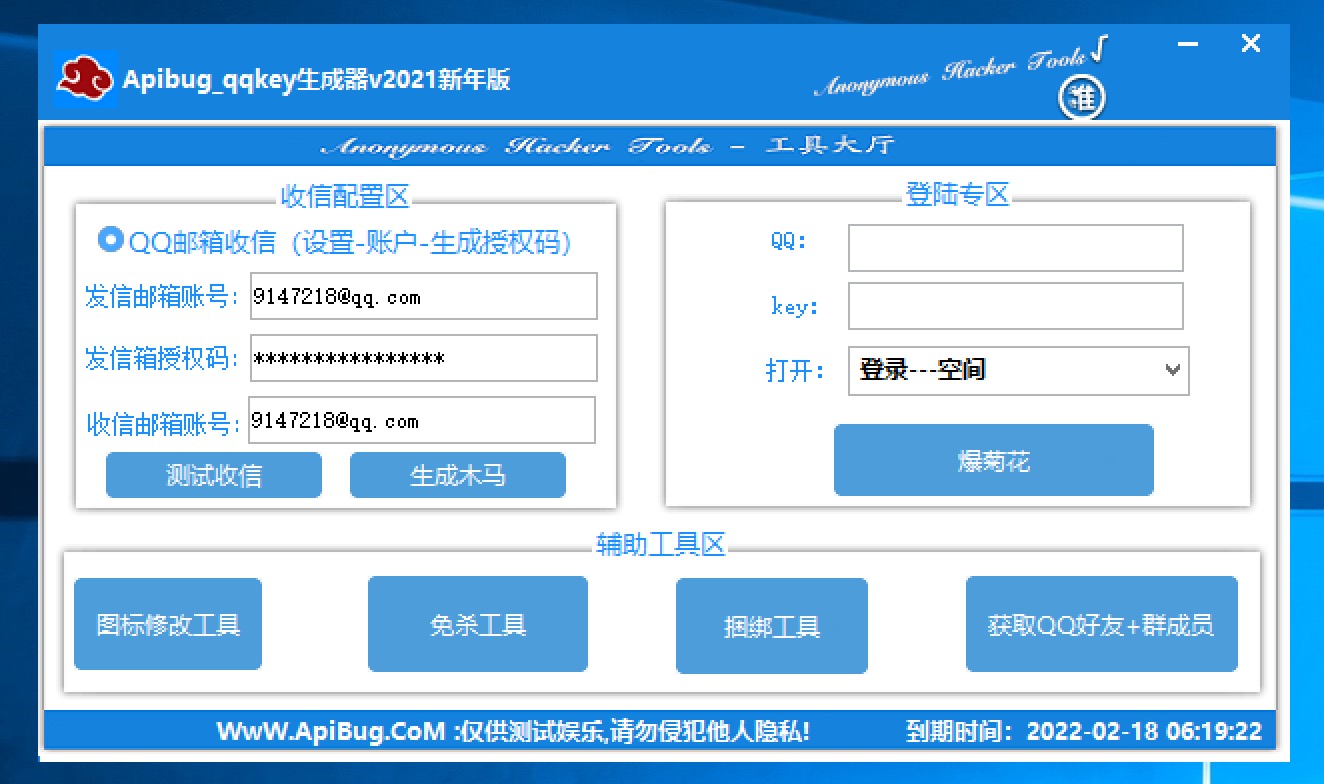 Apibug_qqkey生成器v2021新年版
Anonymous Hacker Tools √
淮
Anonymous Hacker Tools - 工具大厅
收信配置区
QQ邮箱收信（设置-账户-生成授权码）
发信邮箱账号：9147218@qq.com
发信箱授权码：****************
收信邮箱账号：9147218@qq.com
测试收信 生成木马
登陆专区
QQ：
key：
打开：登录---空间
爆菊花
辅助工具区
图标修改工具 免杀工具 捆绑工具 获取QQ好友+群成员
WwW.ApiBug.CoM :仅供测试娱乐,请勿侵犯他人隐私! 到期时间：2022-02-18 06:19:22